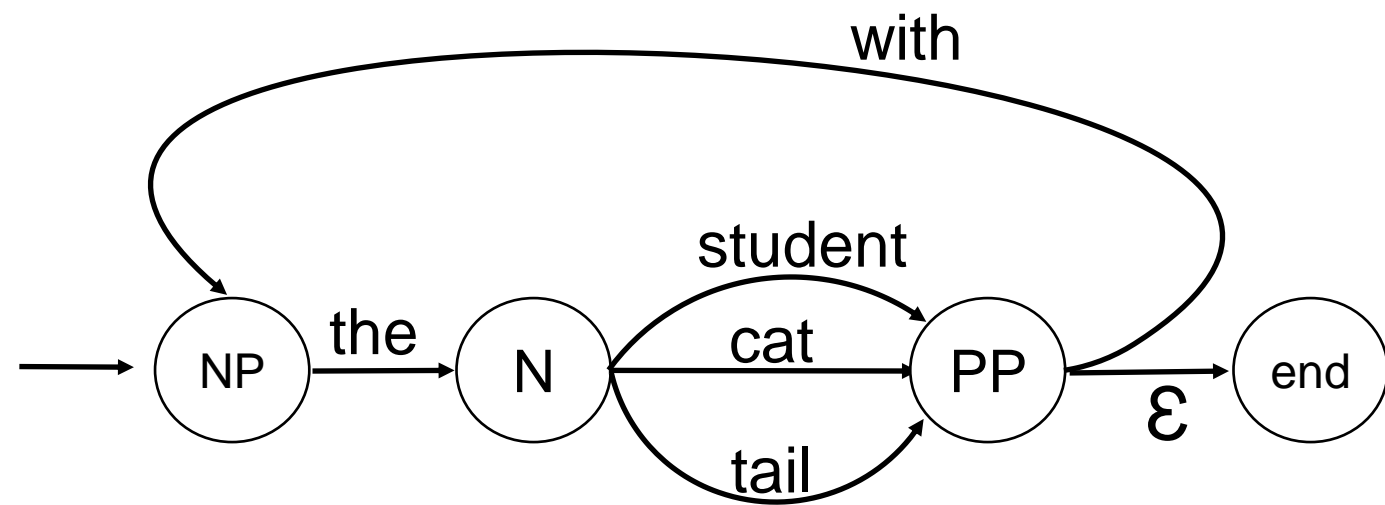 with
student
the
cat
NP
N
PP
end
ε
tail